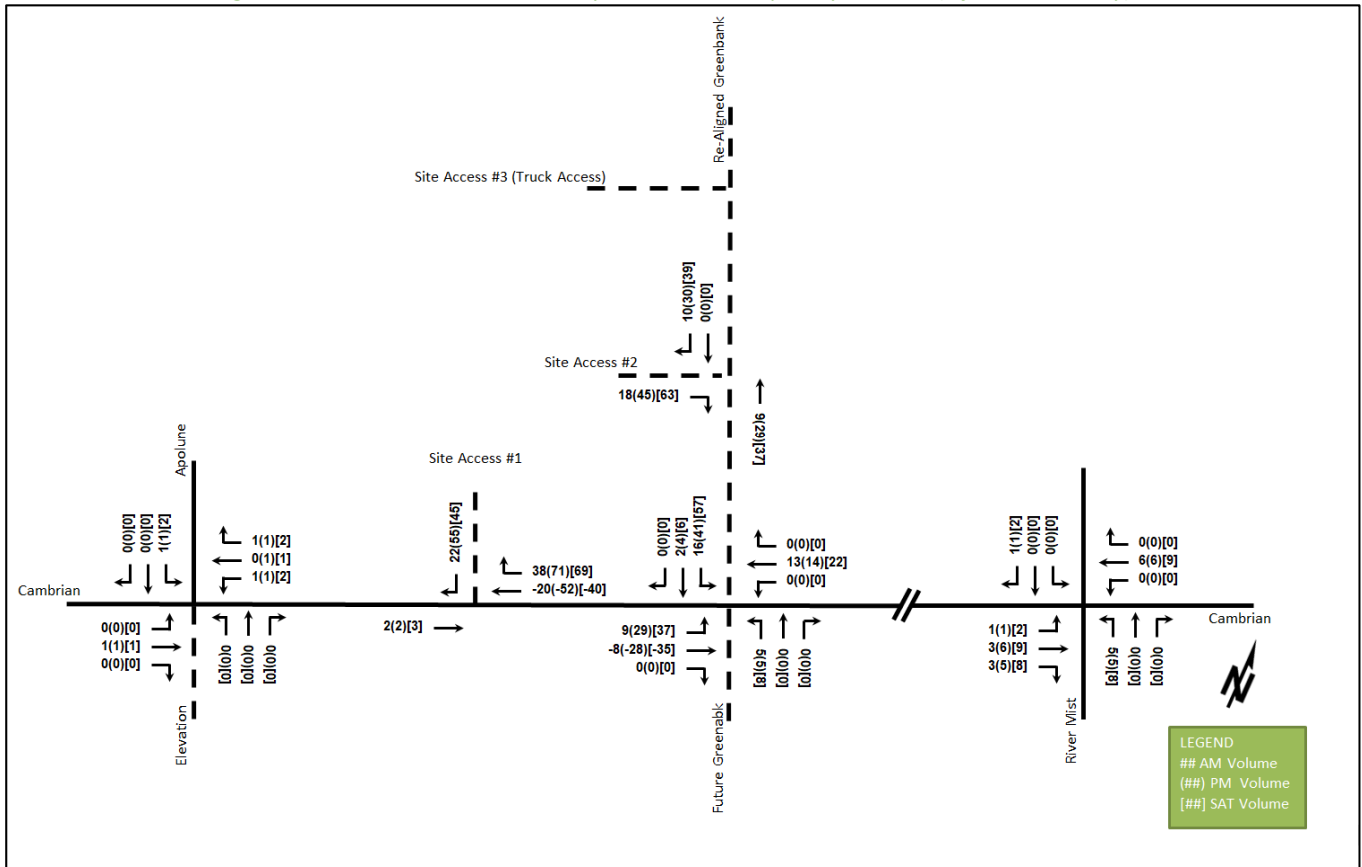 Re-Aligned Greenbank
Site Access #3 (Truck Access)
10(30)[39]
0(0)[0]
Site Access #2
18(45)[63]
9(29)[37]
Apolune
Site Access #1
0(0)[0]
0(0)[0]
1(1)[2]
1(1)[2]
0(1)[1]
1(1)[2]
22(55)[45]
38(71)[69]
-20(-52)[-40]
0(0)[0]
2(4)[6]
16(41)[57]
0(0)[0]
13(14)[22]
0(0)[0]
1(1)[2]
0(0)[0]
0(0)[0]
0(0)[0]
6(6)[9]
0(0)[0]
Cambrian
Cambrian
0(0)[0]
1(1)[1]
0(0)[0]
0(0)[0]
0(0)[0]
0(0)[0]
2(2)[3]
9(29)[37]
-8(-28)[-35]
0(0)[0]
5(5)[8]
0(0)[0]
0(0)[0]
1(1)[2]
3(6)[9]
3(5)[8]
5(5)[8]
0(0)[0]
0(0)[0]
Elevation
Future Greenabk
River Mist
N
LEGEND
## AM Volume
(##) PM Volume
[##] SAT Volume